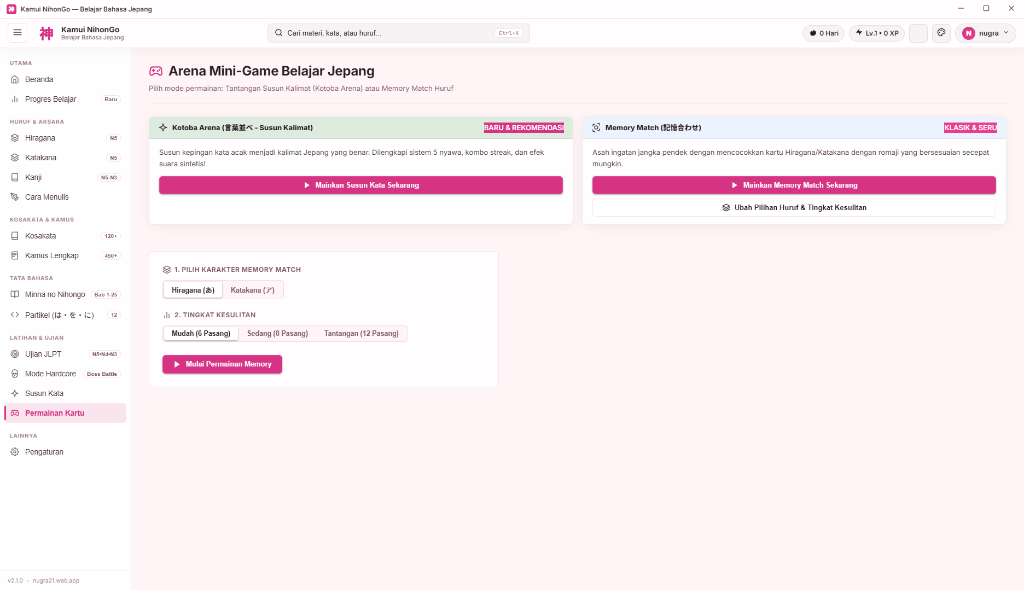 Kamui NihonGo — Belajar Bahasa Jepang
神
Kamui NihonGo
Belajar Bahasa Jepang
Cari materi, kata, atau huruf...
Ctrl+K
0 Hari
Lv.1 • 0 XP
N
nugra
UTAMA
Beranda
Progres Belajar
Baru
HURUF & AKSARA
Hiragana
N5
Katakana
N5
Kanji
N5-N3
Cara Menulis
KOSAKATA & KAMUS
Kosakata
120+
Kamus Lengkap
450+
TATA BAHASA
Minna no Nihongo
Bab 1-25
Partikel (は・を・に)
12
LATIHAN & UJIAN
Ujian JLPT
N5•N4•N3
Mode Hardcore
Boss Battle
Susun Kata
Permainan Kartu
LAINNYA
Pengaturan
v2.1.0 • nugra21.web.app
Arena Mini-Game Belajar Jepang
Pilih mode permainan: Tantangan Susun Kalimat (Kotoba Arena) atau Memory Match Huruf
Kotoba Arena (言葉並べ - Susun Kalimat)
BARU & REKOMENDASI
Susun kepingan kata acak menjadi kalimat Jepang yang benar. Dilengkapi sistem 5 nyawa, kombo streak, dan efek
suara sintetis!
Mainkan Susun Kata Sekarang
Memory Match (記憶合わせ)
KLASIK & SERU
Asah ingatan jangka pendek dengan mencocokkan kartu Hiragana/Katakana dengan romaji yang bersesuaian secepat
mungkin.
Mainkan Memory Match Sekarang
Ubah Pilihan Huruf & Tingkat Kesulitan
1. PILIH KARAKTER MEMORY MATCH
Hiragana (あ)
Katakana (ア)
2. TINGKAT KESULITAN
Mudah (6 Pasang)
Sedang (8 Pasang)
Tantangan (12 Pasang)
Mulai Permainan Memory